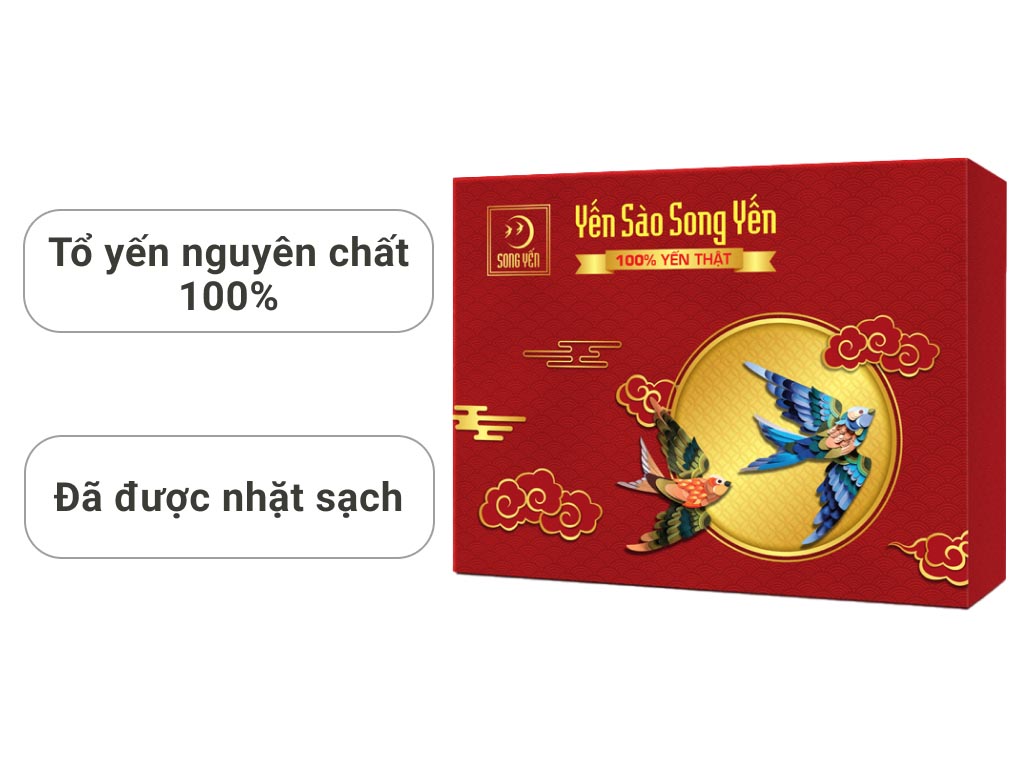 Tổ yến nguyên chất
100%
Đã được nhặt sạch
SONG YẾN
Yến Sào Song Yến
100% YẾN THẬT